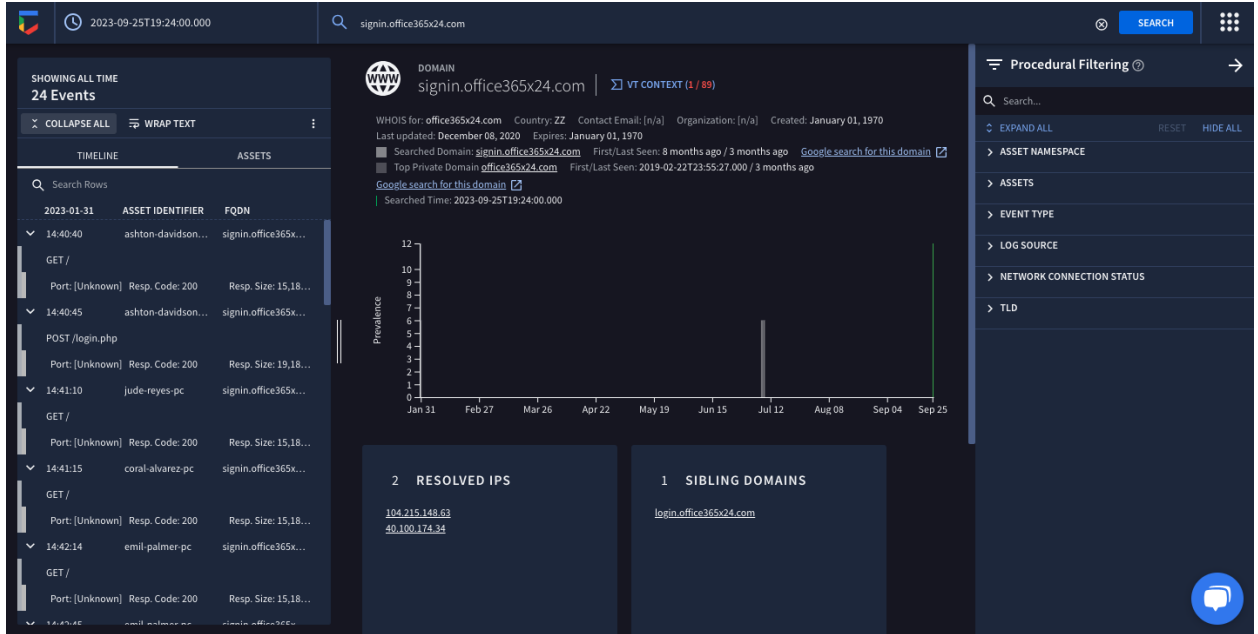 2023-09-25T19:24:00.000
signin.office365x24.com
SEARCH
SHOWING ALL TIME
24 Events
COLLAPSE ALL WRAP TEXT
TIMELINE ASSETS
Search Rows
2023-01-31 ASSET IDENTIFIER FQDN
14:40:40 ashton-davidson... signin.office365x...
GET /
Port: [Unknown] Resp. Code: 200 Resp. Size: 15,18...
14:40:45 ashton-davidson... signin.office365x...
POST /login.php
Port: [Unknown] Resp. Code: 200 Resp. Size: 19,18...
14:41:10 jude-reyes-pc signin.office365x...
GET /
Port: [Unknown] Resp. Code: 200 Resp. Size: 15,18...
14:41:15 coral-alvarez-pc signin.office365x...
GET /
Port: [Unknown] Resp. Code: 200 Resp. Size: 15,18...
14:42:14 emil-palmer-pc signin.office365x...
GET /
Port: [Unknown] Resp. Code: 200 Resp. Size: 15,18...
WWW
DOMAIN
signin.office365x24.com VT CONTEXT (1 / 89)
WHOIS for: office365x24.com Country: ZZ Contact Email: [n/a] Organization: [n/a] Created: January 01, 1970
Last updated: December 08, 2020 Expires: January 01, 1970
Searched Domain: signin.office365x24.com First/Last Seen: 8 months ago / 3 months ago Google search for this domain
Top Private Domain office365x24.com First/Last Seen: 2019-02-22T23:55:27.000 / 3 months ago
Google search for this domain
Searched Time: 2023-09-25T19:24:00.000
Prevalence
12
10
9
8
7
6
5
4
3
2
1
0
Jan 31 Feb 27 Mar 26 Apr 22 May 19 Jun 15 Jul 12 Aug 08 Sep 04 Sep 25
2 RESOLVED IPS
104.215.148.63
40.100.174.34
1 SIBLING DOMAINS
login.office365x24.com
Procedural Filtering
Search...
EXPAND ALL RESET HIDE ALL
ASSET NAMESPACE
ASSETS
EVENT TYPE
LOG SOURCE
NETWORK CONNECTION STATUS
TLD